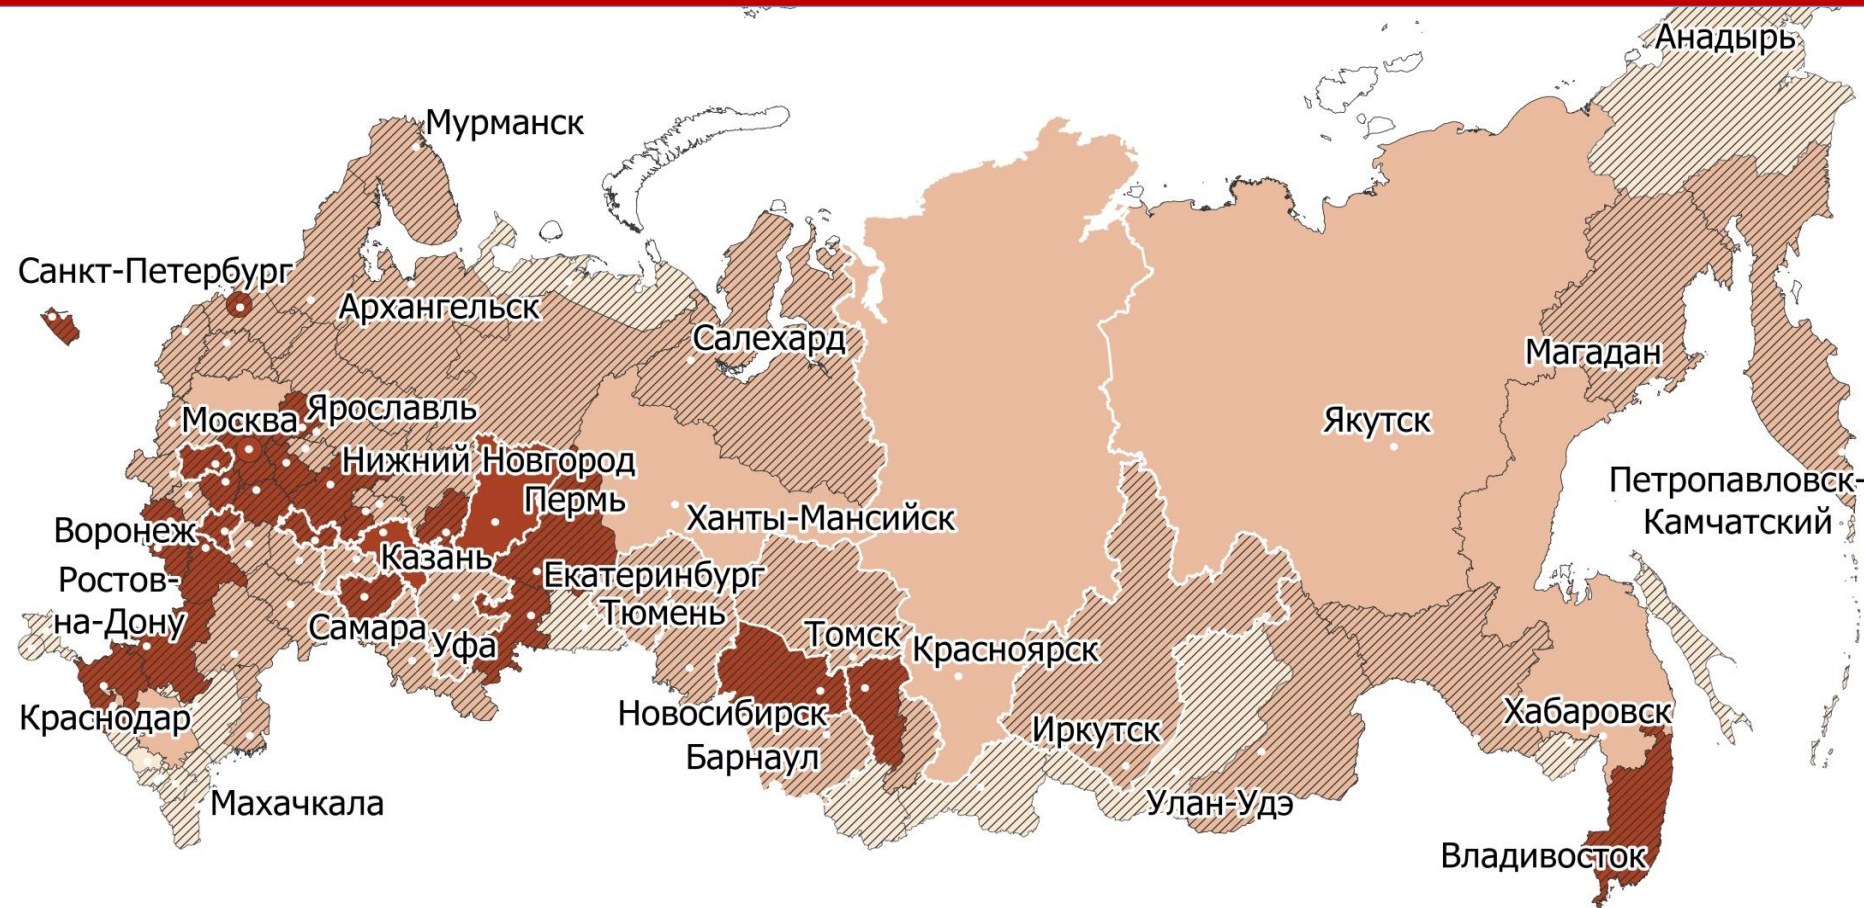 Анадырь
Мурманск
Санкт-Петербург
Архангельск
Салехард
Магадан
Москва
Ярославль
Якутск
Нижний Новгород
Пермь
Петропавловск-
Камчатский
Воронеж
Ханты-Мансийск
Казань
Ростов-
на-Дону
Екатеринбург
Тюмень
Самара
Уфа
Томск
Красноярск
Краснодар
Новосибирск
Иркутск
Хабаровск
Барнаул
Махачкала
Улан-Удэ
Владивосток